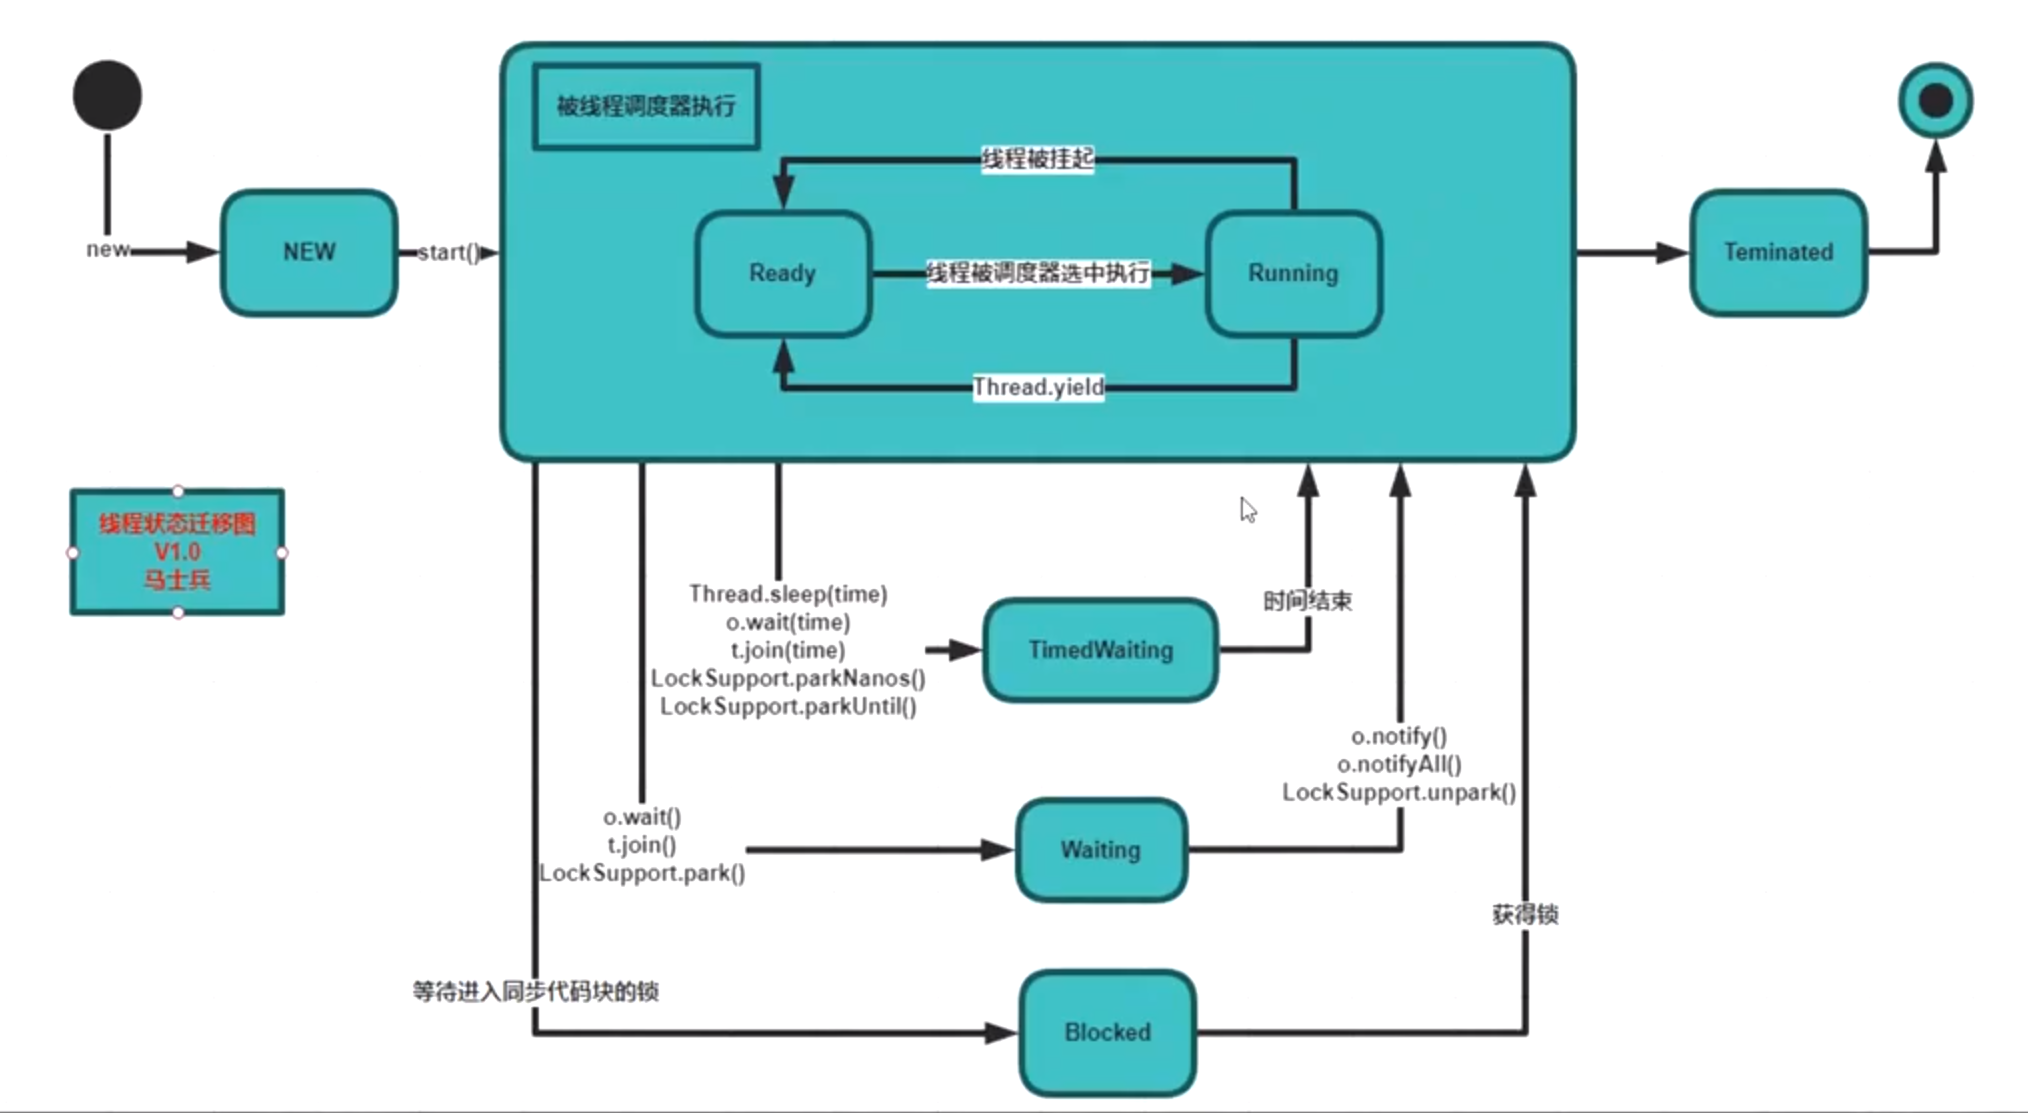 被线程调度器执行
线程被挂起
new
NEW
start()
Ready
线程被调度器选中执行
Running
Teminated
Thread.yield
线程状态迁移图
V1.0
马士兵
Thread.sleep(time)
o.wait(time)
t.join(time)
LockSupport.parkNanos()
LockSupport.parkUntil()
TimedWaiting
时间结束
o.wait()
t.join()
LockSupport.park()
Waiting
o.notify()
o.notifyAll()
LockSupport.unpark()
等待进入同步代码块的锁
Blocked
获得锁